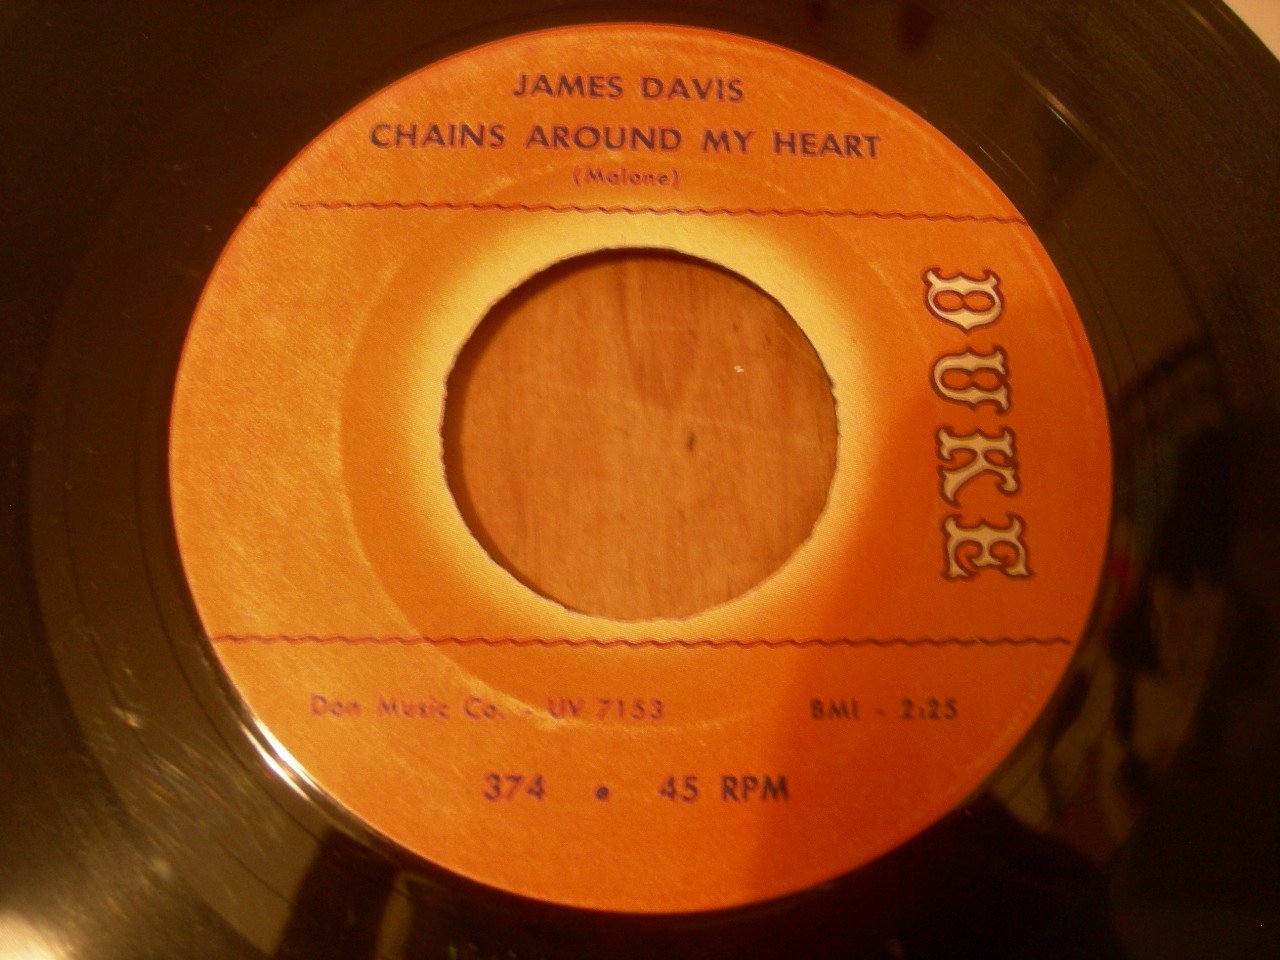 JAMES DAVIS
CHAINS AROUND MY HEART
(Malone)
DUKE
Don Music Co. - UV 7153 BMI - 2:25
374 • 45 RPM